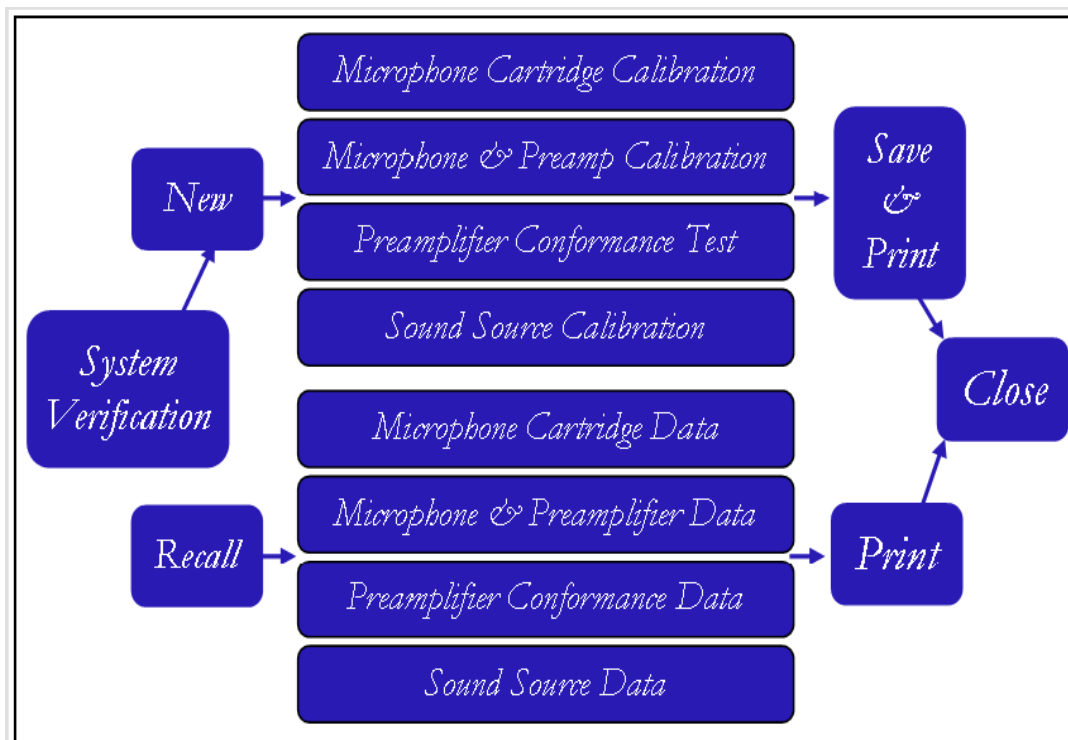 Microphone Cartridge Calibration
Microphone & Preamp Calibration
Preamplifier Conformance Test
Sound Source Calibration
New
System
Verification
Save
&
Print
Close
Microphone Cartridge Data
Microphone & Preamplifier Data
Preamplifier Conformance Data
Sound Source Data
Recall
Print